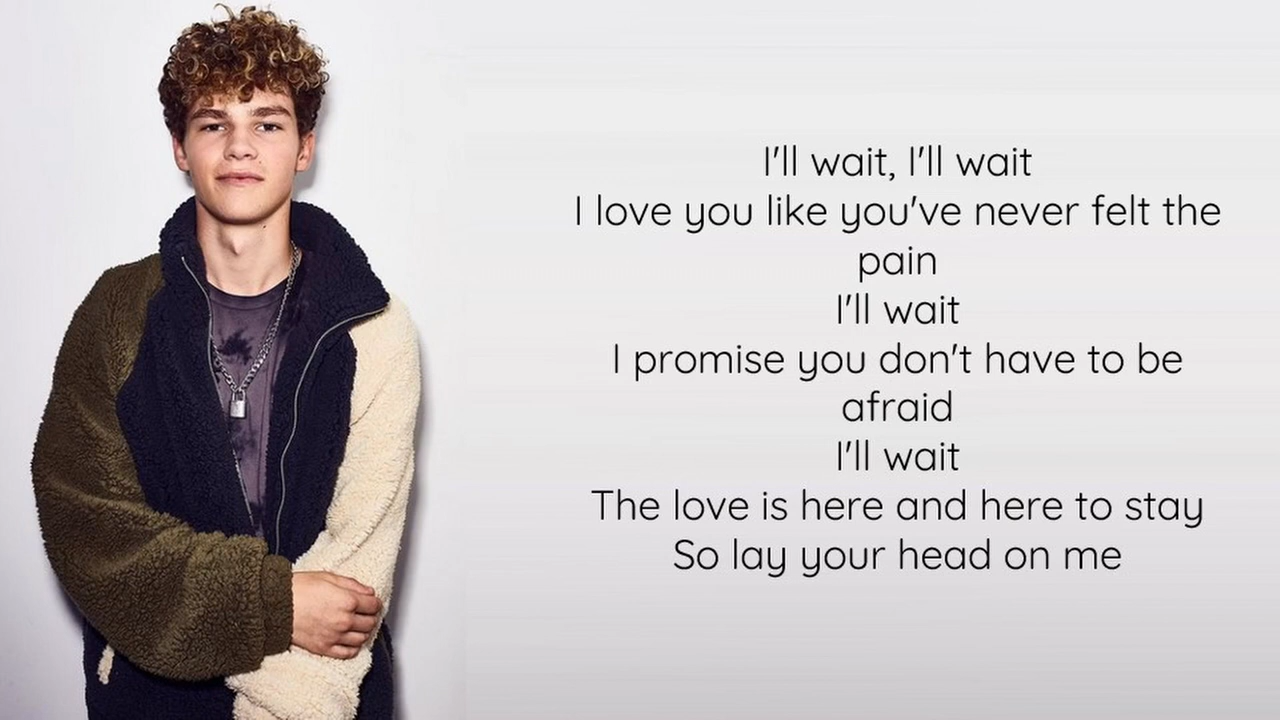 I'll wait, I'll wait
I love you like you've never felt the
pain
I'll wait
I promise you don't have to be
afraid
I'll wait
The love is here and here to stay
So lay your head on me